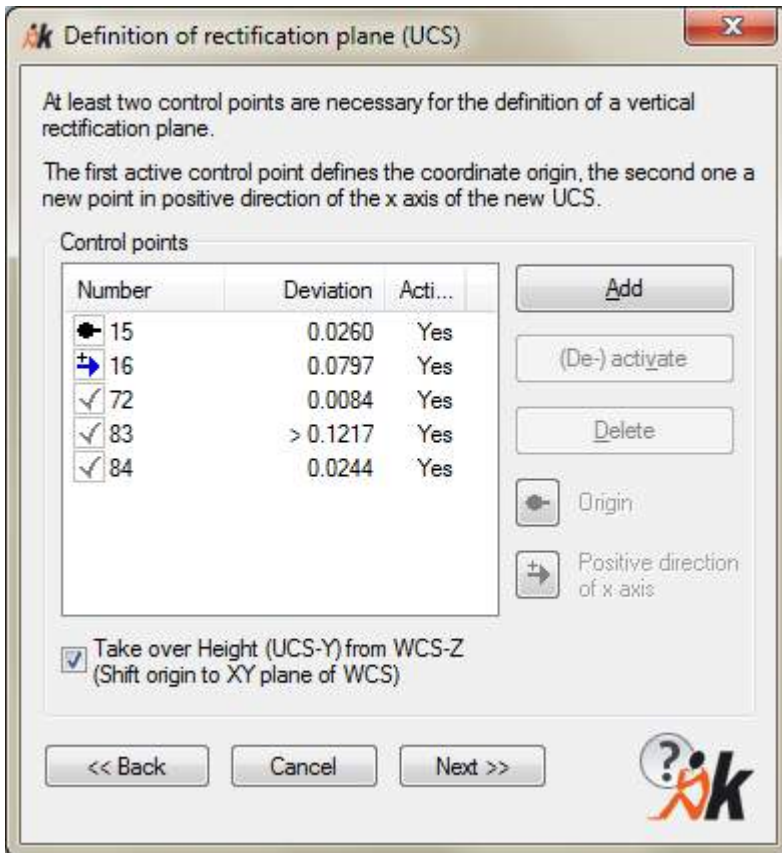 Definition of rectification plane (UCS)
At least two control points are necessary for the definition of a vertical
rectification plane.
The first active control point defines the coordinate origin, the second one a
new point in positive direction of the x axis of the new UCS.
Control points
Number Deviation Acti...
15 0.0260 Yes
16 0.0797 Yes
72 0.0084 Yes
83 > 0.1217 Yes
84 0.0244 Yes
Add
(De-) activate
Delete
Origin
Positive direction
of x axis
Take over Height (UCS-Y) from WCS-Z
(Shift origin to XY plane of WCS)
<< Back Cancel Next >>
? k